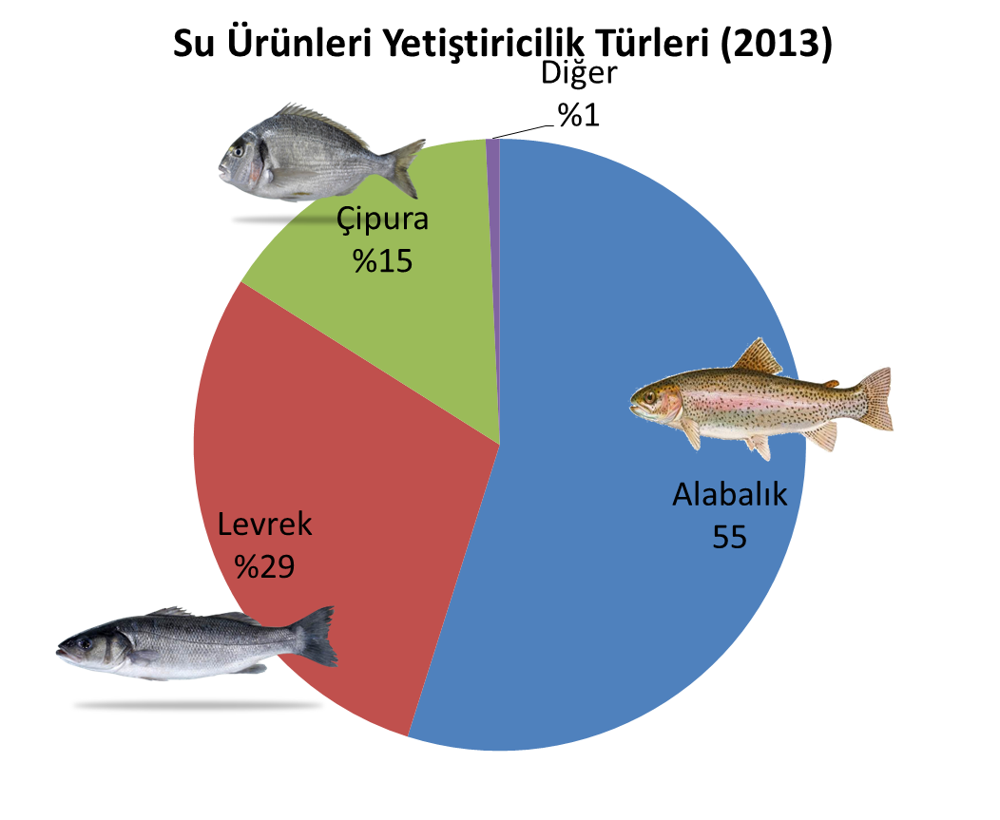 Su Ürünleri Yetiştiricilik Türleri (2013)
Diğer
%1
Çipura
%15
Alabalık
55
Levrek
%29